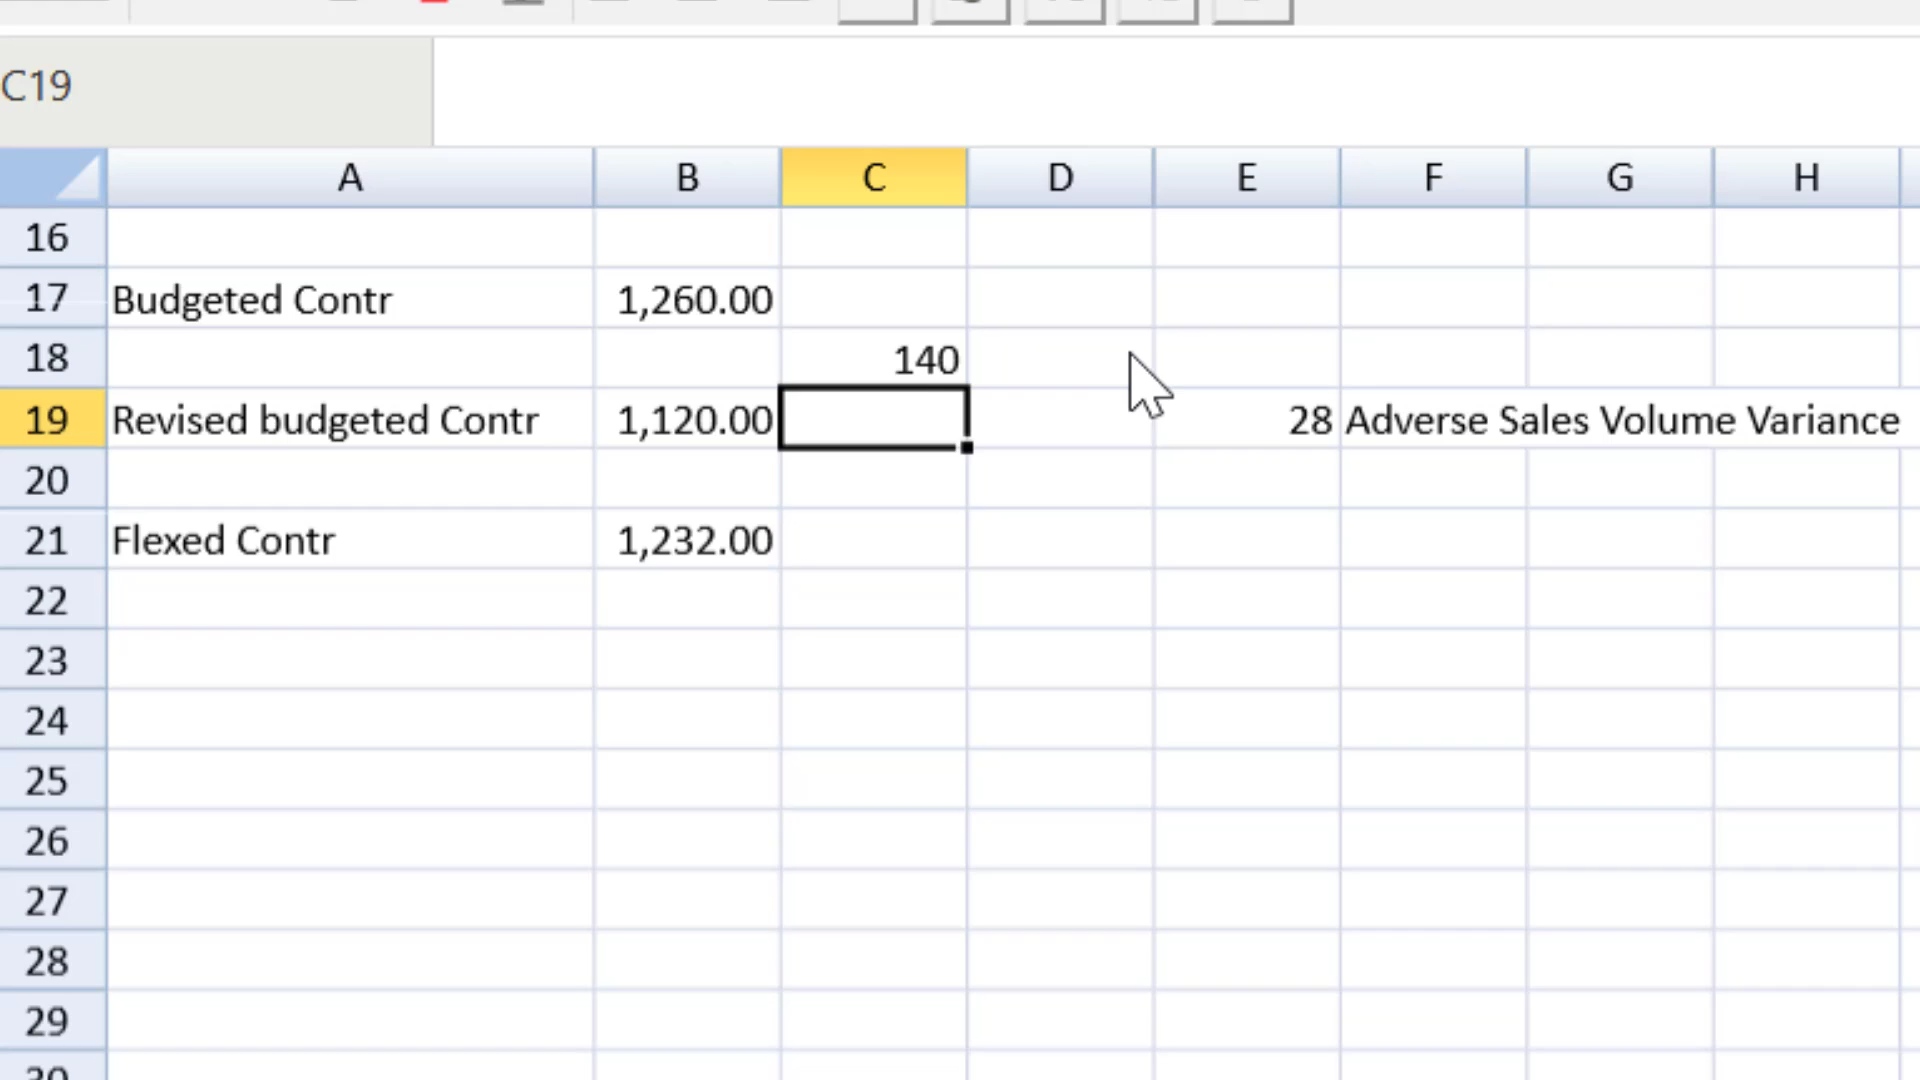 C19
A B C D E F G H
16
17 Budgeted Contr 1,260.00
18 140
19 Revised budgeted Contr 1,120.00 28 Adverse Sales Volume Variance
20
21 Flexed Contr 1,232.00
22
23
24
25
26
27
28
29